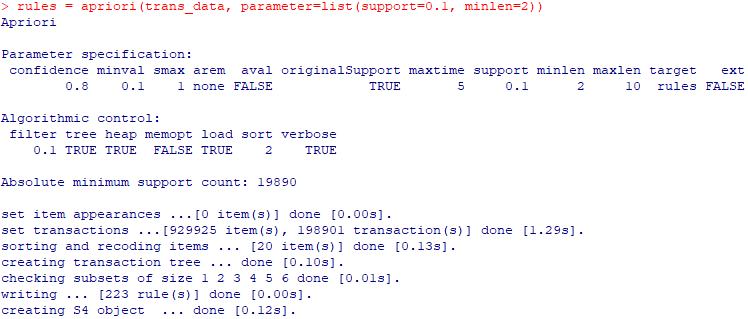 > rules = apriori(trans_data, parameter=list(support=0.1, minlen=2))
Apriori
Parameter specification:
confidence minval smax arem aval originalSupport maxtime support minlen maxlen target ext
0.8 0.1 1 none FALSE TRUE 5 0.1 2 10 rules FALSE
Algorithmic control:
filter tree heap memopt load sort verbose
0.1 TRUE TRUE FALSE TRUE 2 TRUE
Absolute minimum support count: 19890
set item appearances ...[0 item(s)] done [0.00s].
set transactions ...[929925 item(s), 198901 transaction(s)] done [1.29s].
sorting and recoding items ... [20 item(s)] done [0.13s].
creating transaction tree ... done [0.10s].
checking subsets of size 1 2 3 4 5 6 done [0.01s].
writing ... [223 rule(s)] done [0.00s].
creating S4 object ... done [0.12s].